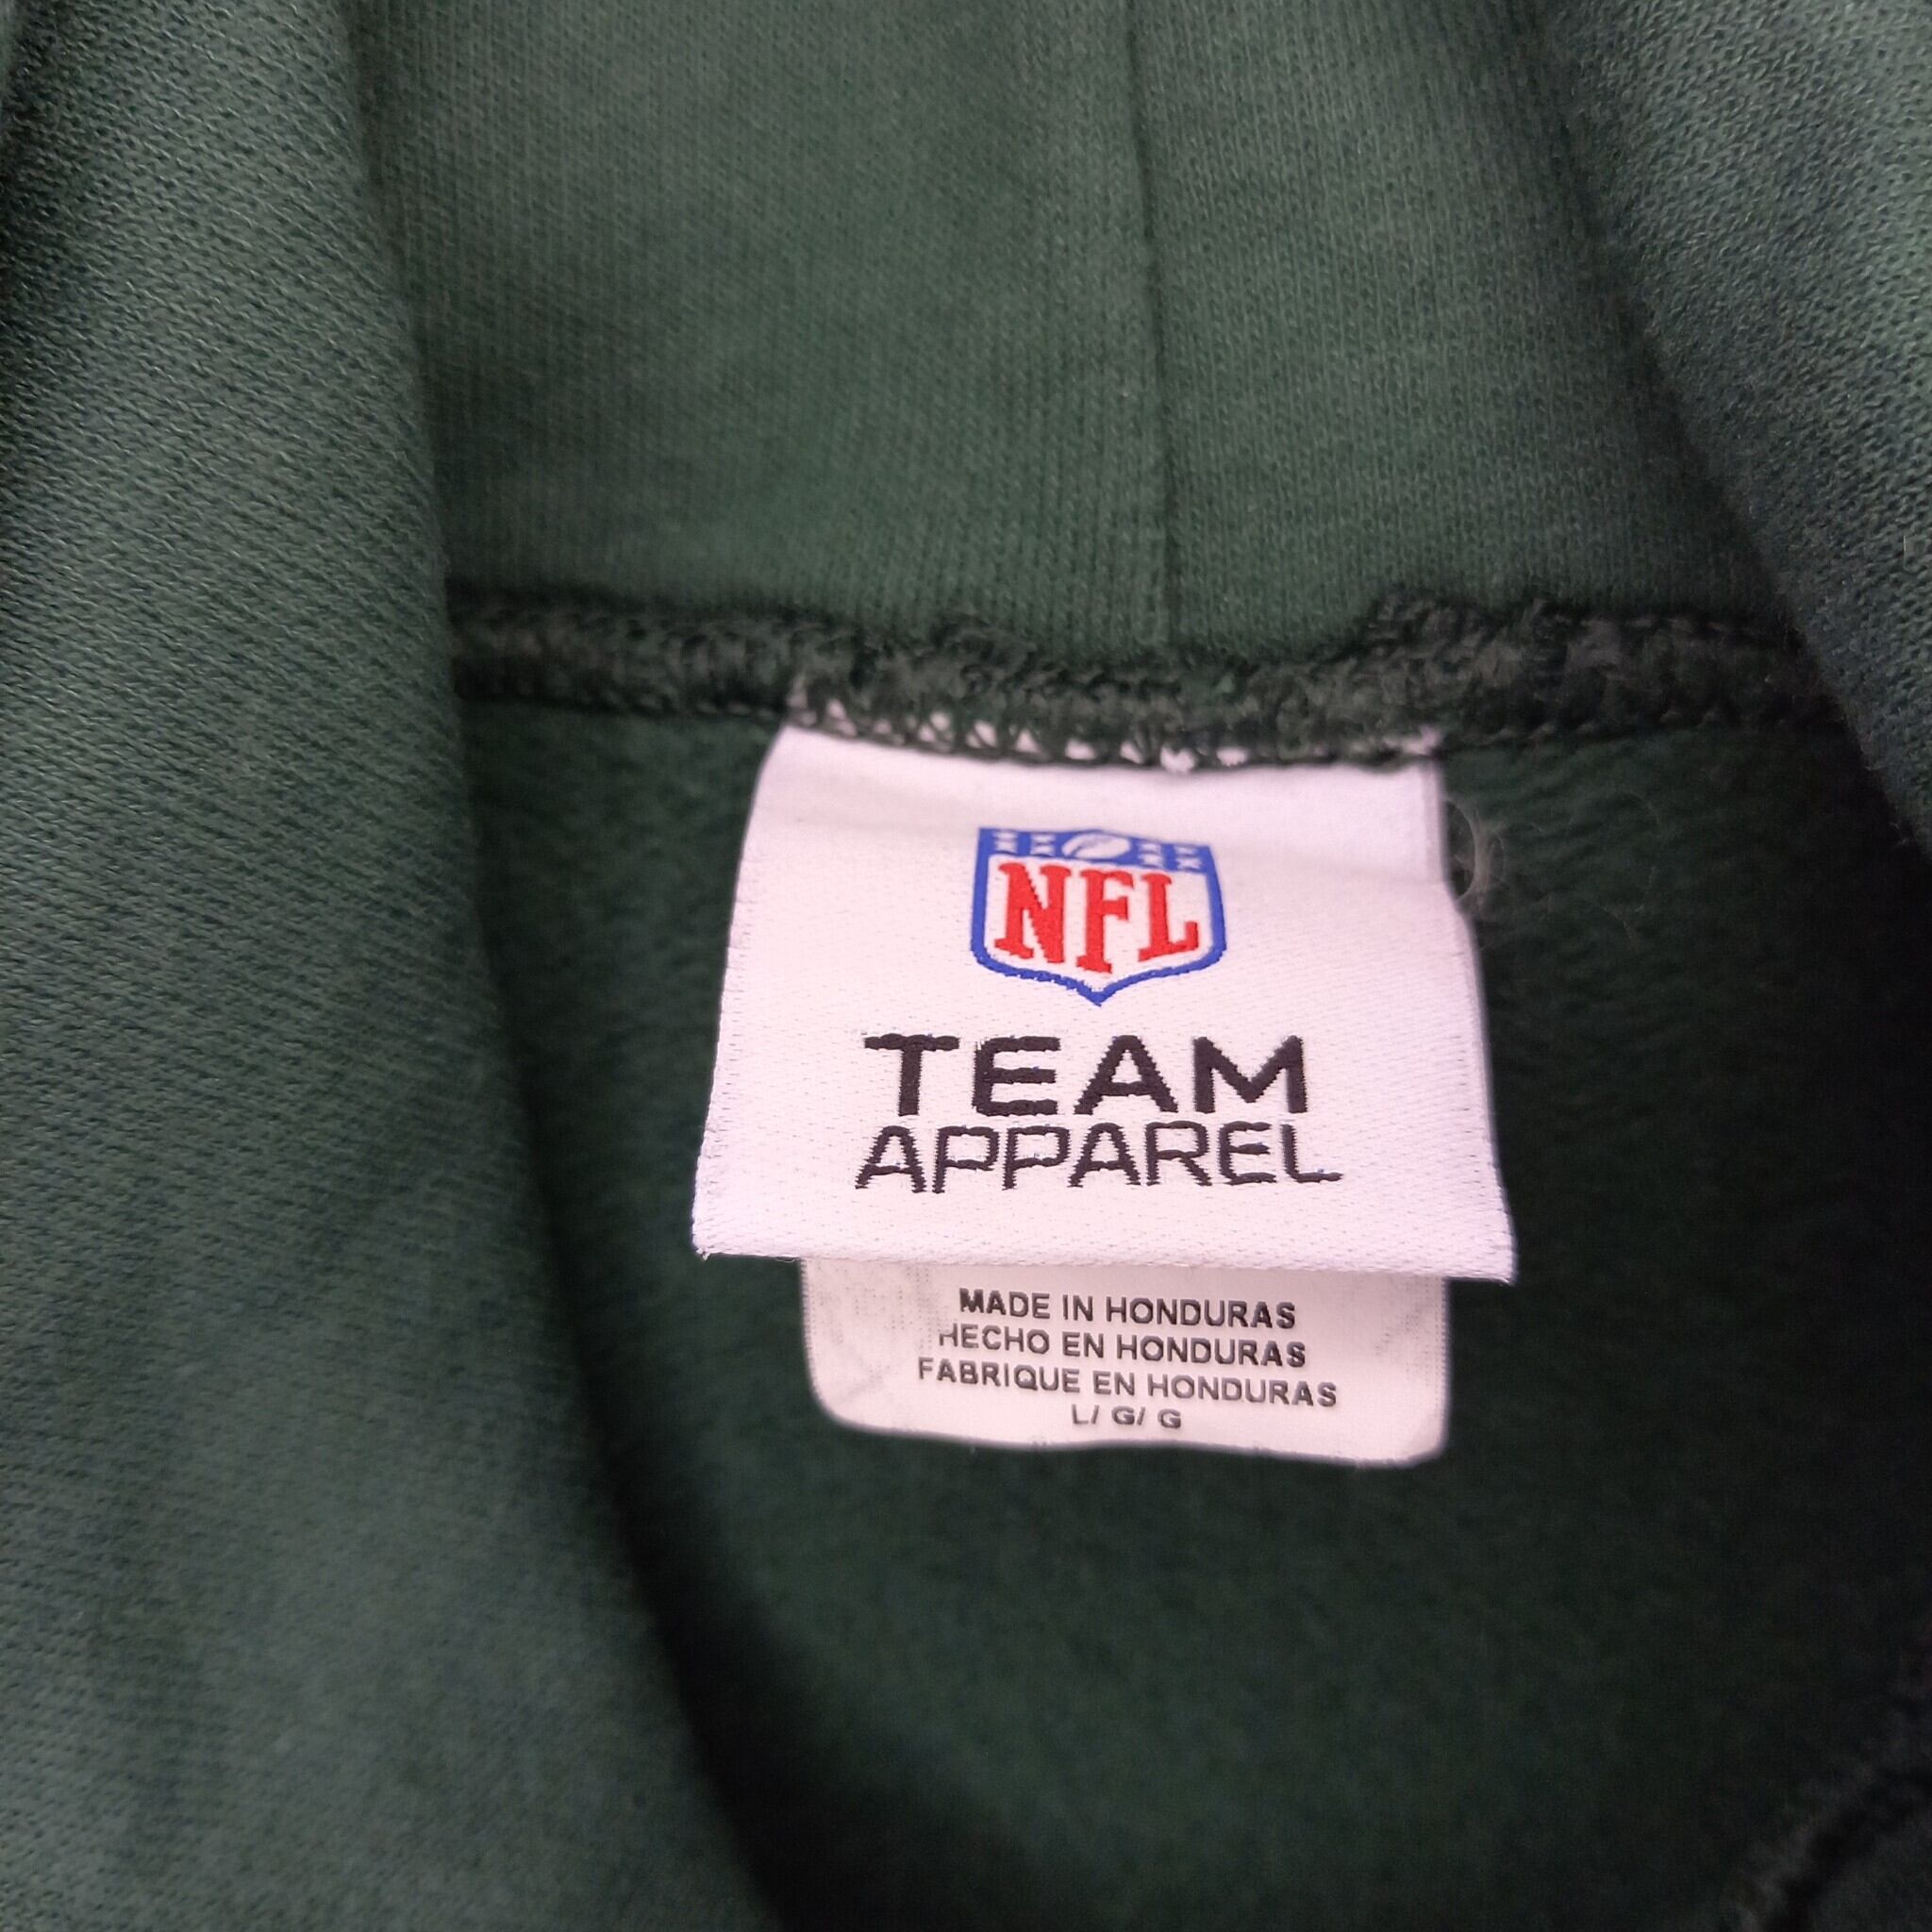 NFL
TEAM
APPAREL
MADE IN HONDURAS
HECHO EN HONDURAS
FABRIQUE EN HONDURAS
L/ G/ G